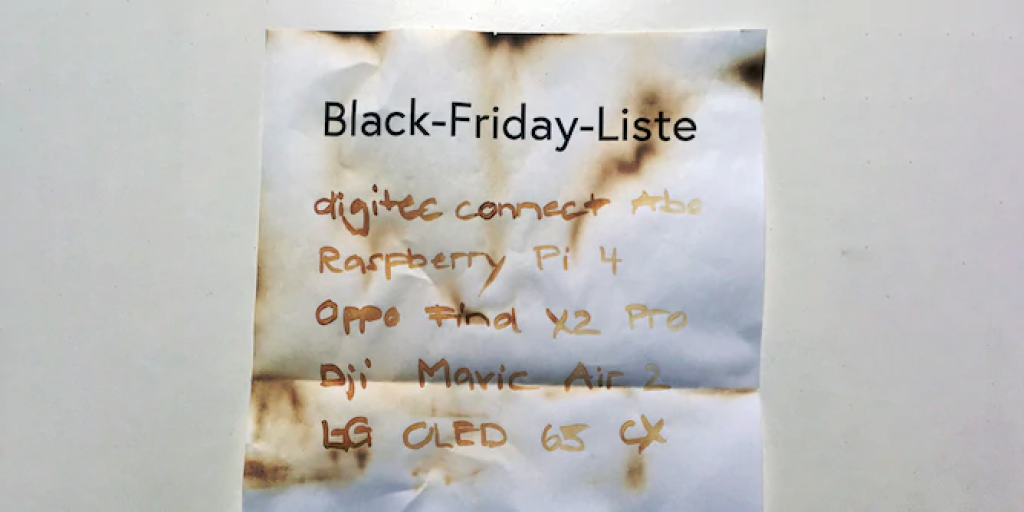 Black-Friday-Liste
digitec connect Abo
Raspberry Pi 4
Oppo Find X2 Pro
Dji Mavic Air 2
LG OLED 65 CX